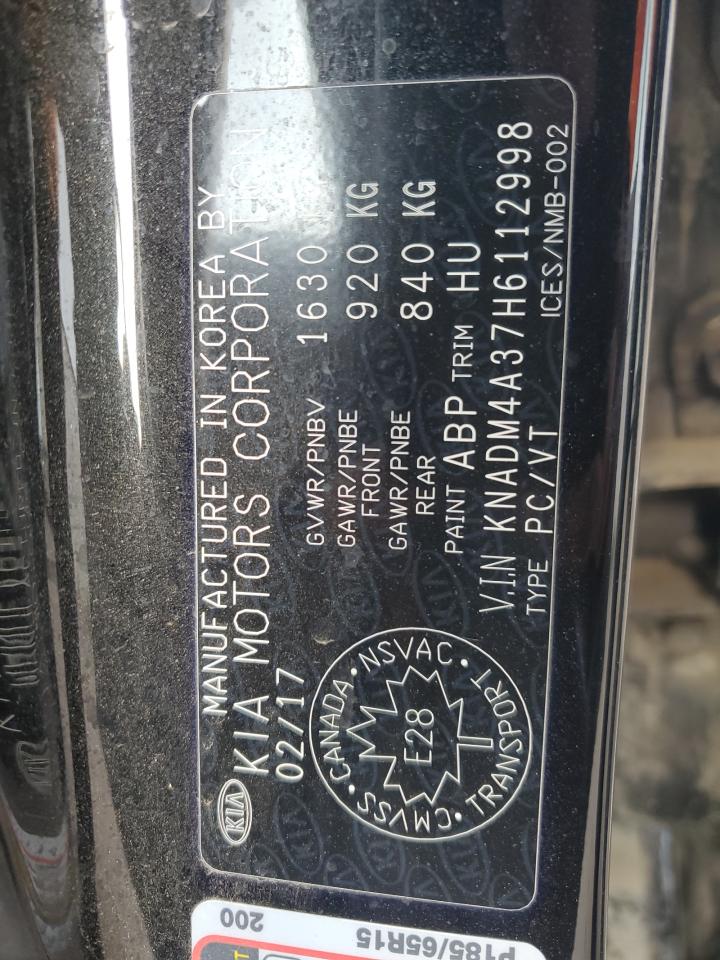 KIA
MANUFACTURED IN KOREA BY
KIA MOTORS CORPORATION
02/17
GVWR/PNBV 1630
GAWR/PNBE FRONT 920 KG
GAWR/PNBE REAR 840 KG
PAINT ABP TRIM HU
V.I.N KNADM4A37H6112998
TYPE PC/VT ICES/NMB-002
CANADA • NSVAC • TRANSPORT • CMVSS •
E28
P185/65R15
200